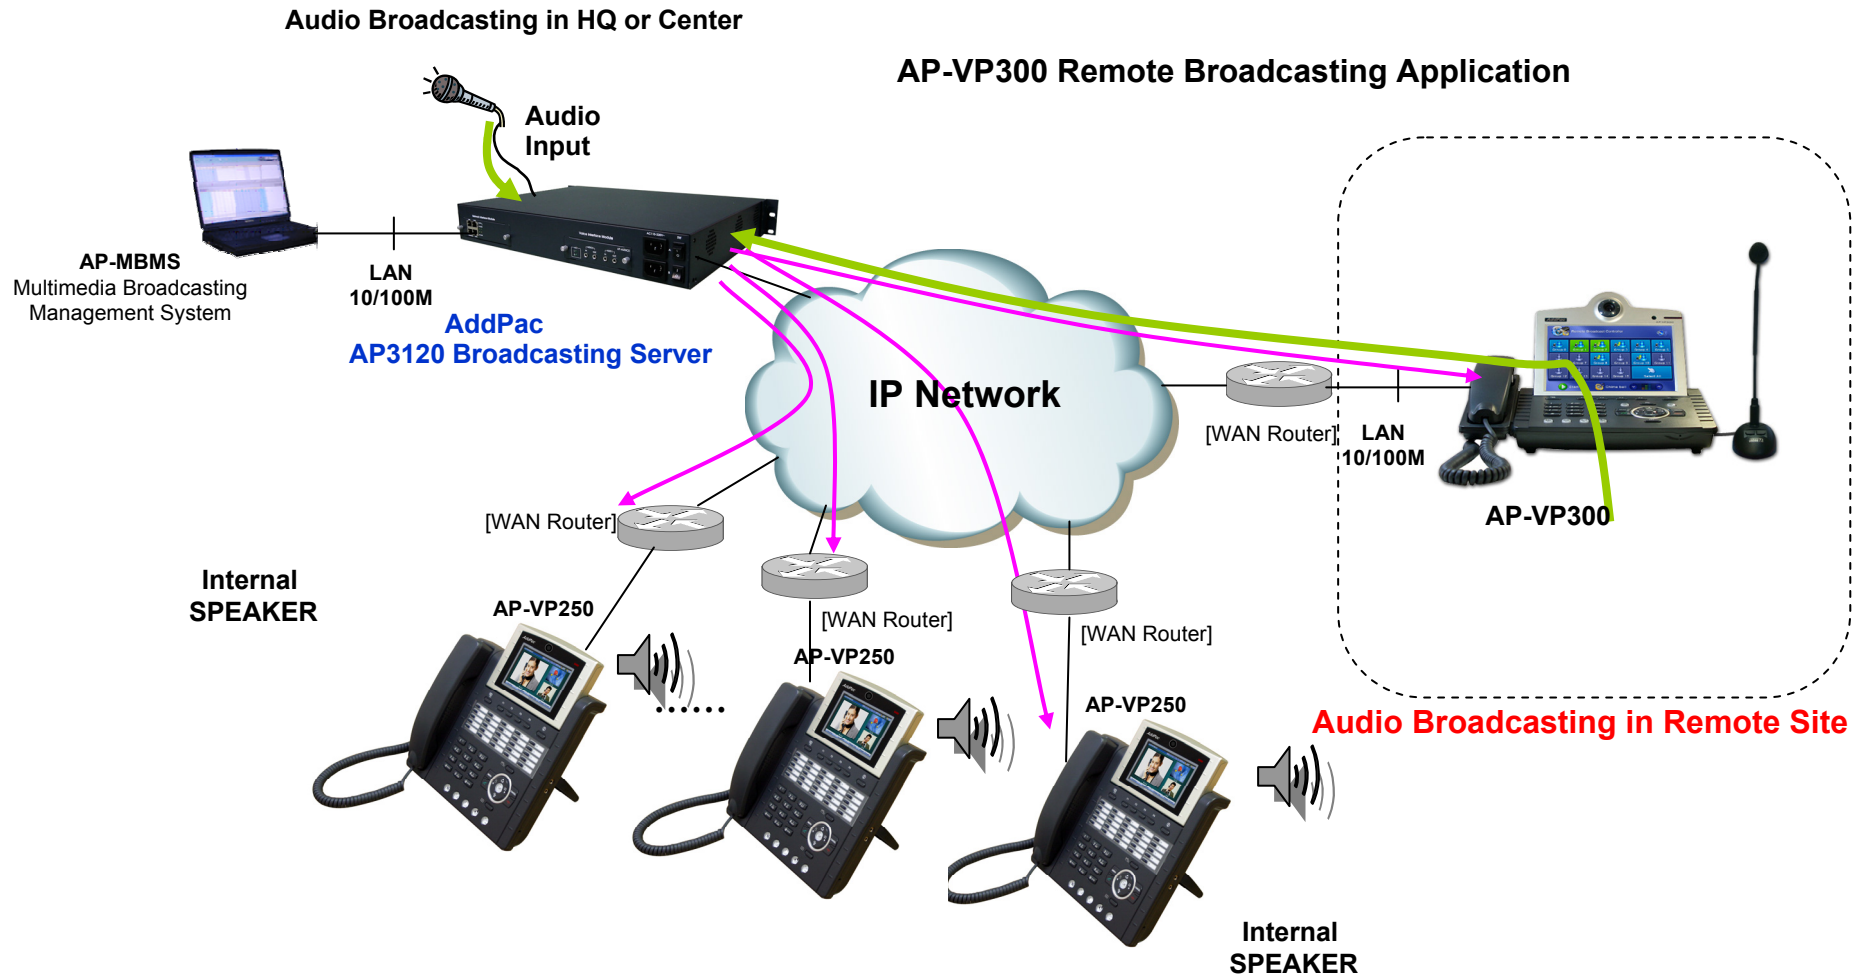 Audio Broadcasting in HQ or Center
AP-VP300 Remote Broadcasting Application
Audio
Input
AP-MBMS
Multimedia Broadcasting
Management System
LAN
10/100M
AddPac
AP3120 Broadcasting Server
IP Network
[WAN Router]
LAN
10/100M
AP-VP300
[WAN Router]
Internal
SPEAKER
AP-VP250
[WAN Router]
AP-VP250
[WAN Router]
AP-VP250
......
Audio Broadcasting in Remote Site
Internal
SPEAKER